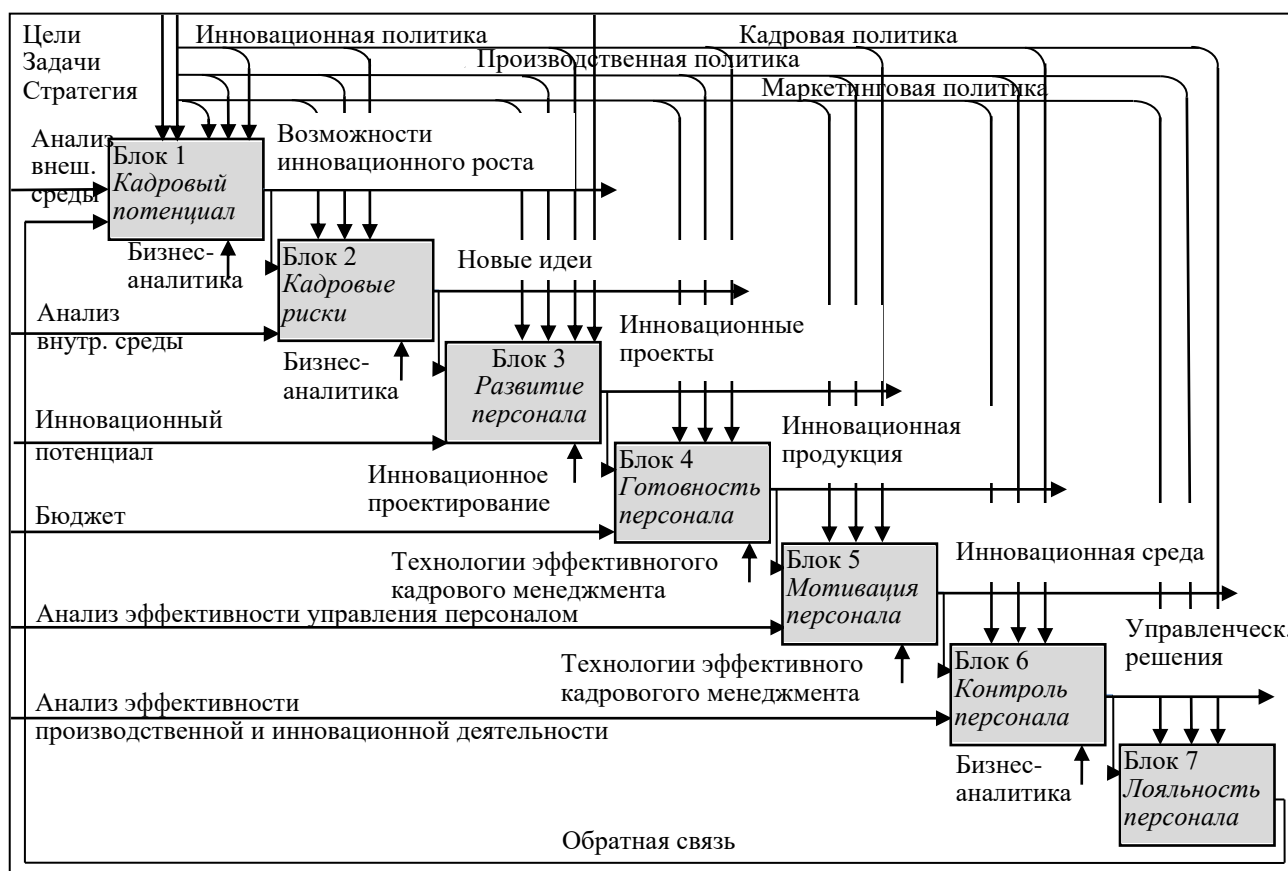 Цели
Задачи
Стратегия
Инновационная политика
Кадровая политика
Производственная политика
Маркетинговая политика
Анализ
внеш.
среды
Блок 1
Кадровый
потенциал
Возможности
инновационного роста
Бизнес-
аналитика
Блок 2
Кадровые
риски
Новые идеи
Анализ
внутр. среды
Бизнес-
аналитика
Блок 3
Развитие
персонала
Инновационные
проекты
Инновационный
потенциал
Инновационное
проектирование
Блок 4
Готовность
персонала
Инновационная
продукция
Бюджет
Технологии эффективного
кадрового менеджмента
Блок 5
Мотивация
персонала
Инновационная среда
Анализ эффективности управления персоналом
Технологии эффективного
кадрового менеджмента
Блок 6
Контроль
персонала
Управленческ.
решения
Анализ эффективности
производственной и инновационной деятельности
Бизнес-
аналитика
Блок 7
Лояльность
персонала
Обратная связь